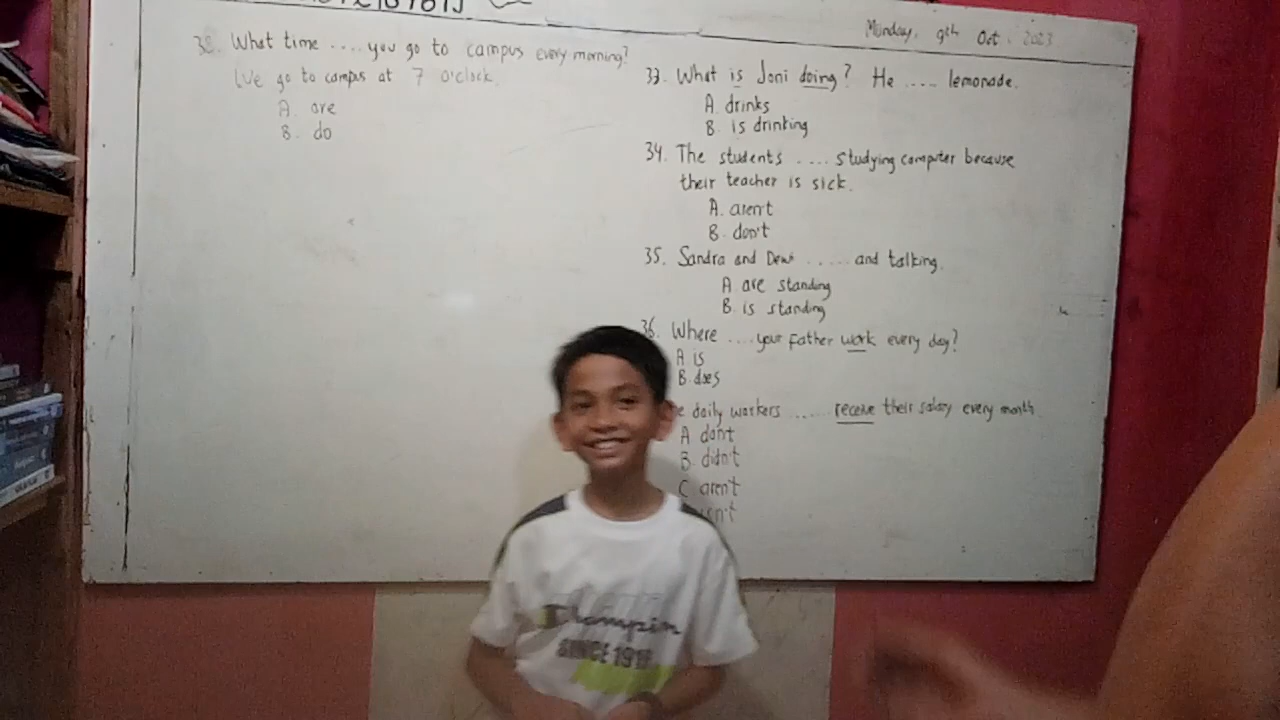 Monday, 9th Oct. 2023
38. What time .... you go to campus every morning?
We go to campus at 7 o'clock.
A. are
B. do
33. What is Joni doing? He .... lemonade.
A. drinks
B. is drinking
34. The students .... studying computer because
their teacher is sick.
A. aren't
B. don't
35. Sandra and Dewi ..... and talking.
A. are standing
B. is standing
36. Where .... your father work every day?
A. is
B. does
daily workers ...... receive their salary every month
A. don't
B. didn't
C. aren't
Champion
SINCE 1919